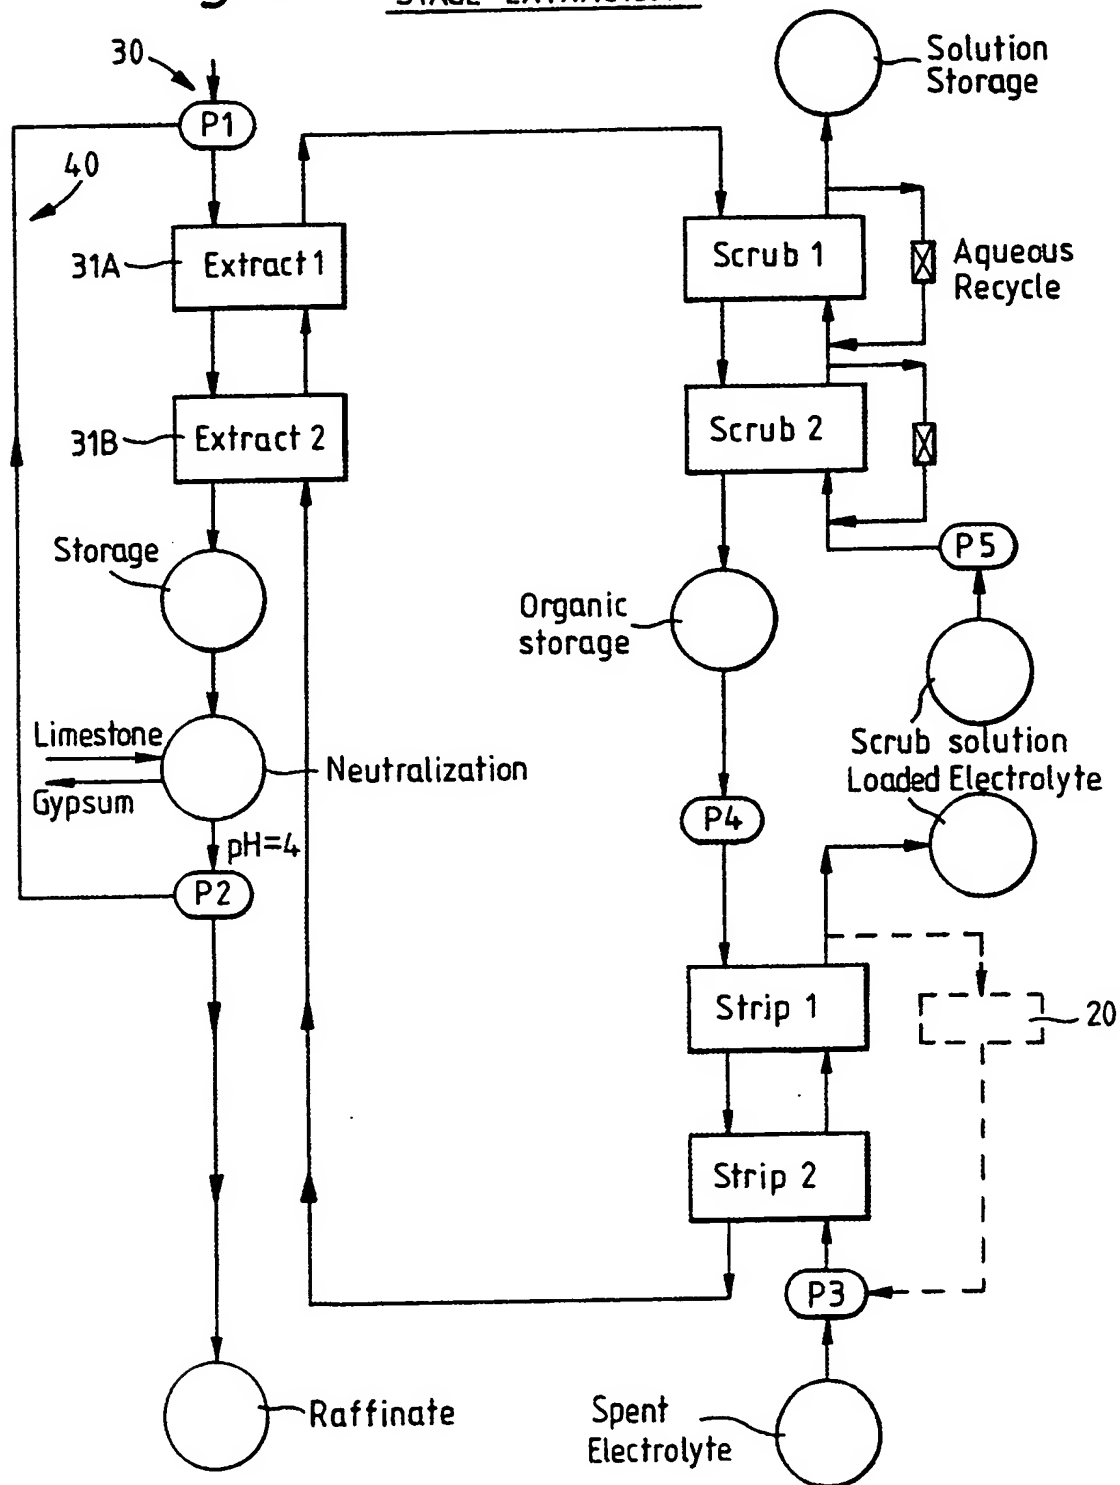 30
P1
40
31A
Extract 1
31B
Extract 2
Storage
Limestone
Gypsum
Neutralization
pH=4
P2
Raffinate
Solution
Storage
Scrub 1
Aqueous
Recycle
Scrub 2
P5
Organic
storage
Scrub solution
Loaded Electrolyte
P4
Strip 1
20
Strip 2
P3
Spent
Electrolyte